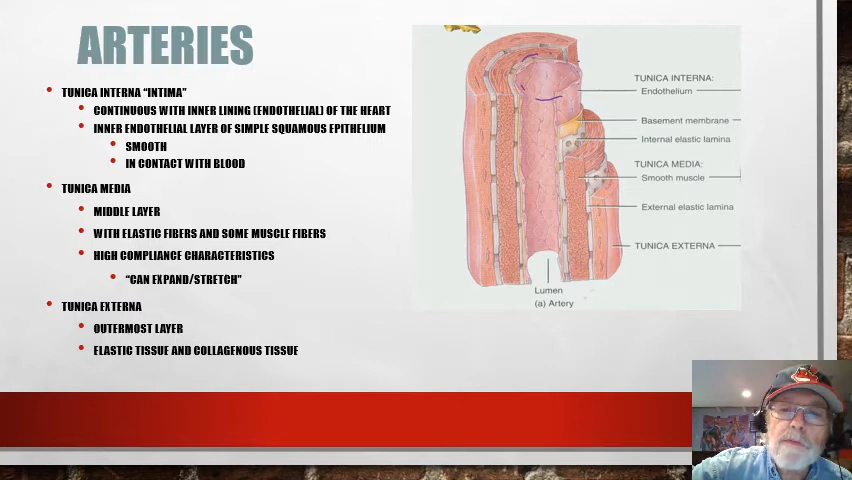 ARTERIES
TUNICA INTERNA “INTIMA”
CONTINUOUS WITH INNER LINING (ENDOTHELIAL) OF THE HEART
INNER ENDOTHELIAL LAYER OF SIMPLE SQUAMOUS EPITHELIUM
SMOOTH
IN CONTACT WITH BLOOD
TUNICA MEDIA
MIDDLE LAYER
WITH ELASTIC FIBERS AND SOME MUSCLE FIBERS
HIGH COMPLIANCE CHARACTERISTICS
“CAN EXPAND/STRETCH”
TUNICA EXTERNA
OUTERMOST LAYER
ELASTIC TISSUE AND COLLAGENOUS TISSUE
TUNICA INTERNA:
Endothelium
Basement membrane
Internal elastic lamina
TUNICA MEDIA:
Smooth muscle
External elastic lamina
TUNICA EXTERNA
Lumen
(a) Artery